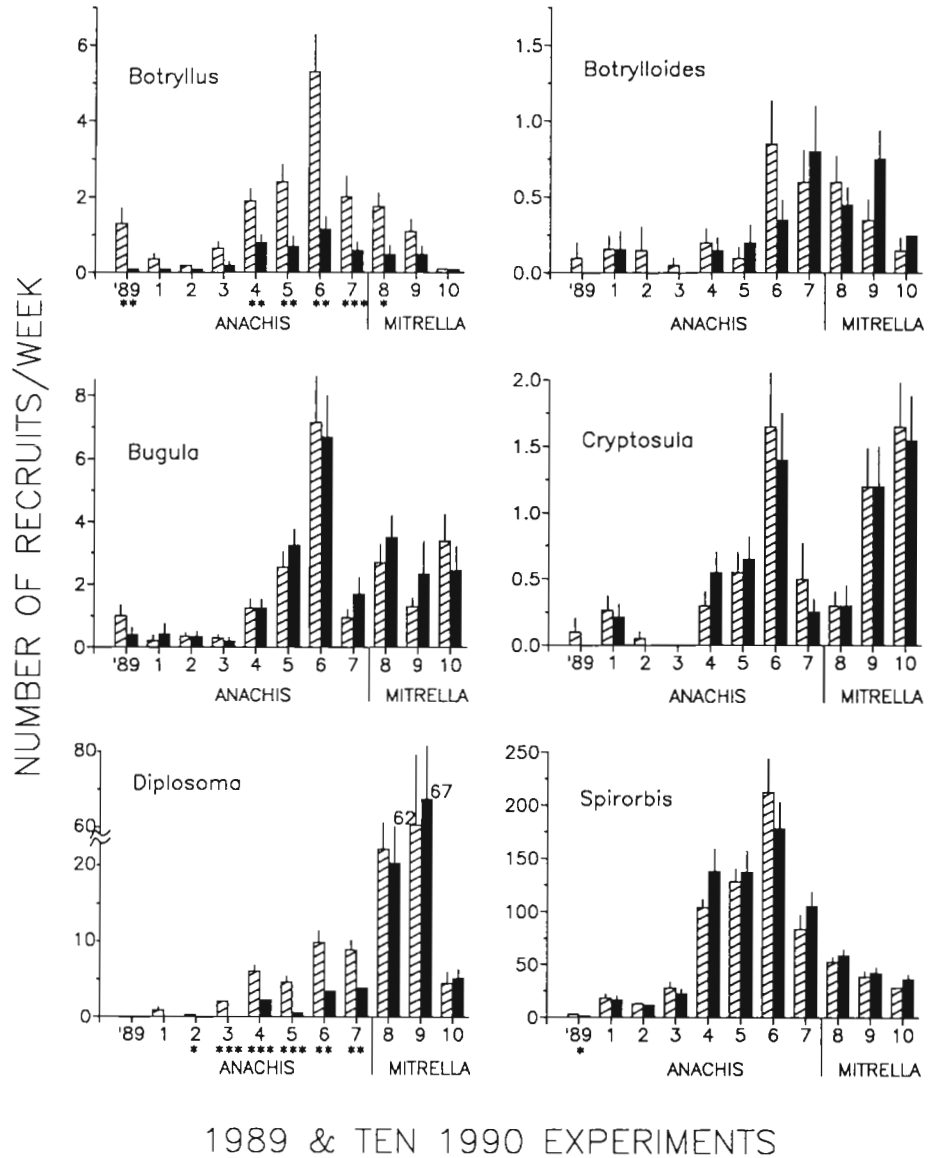 NUMBER OF RECRUITS/WEEK
Botryllus
6
4
2
0
'89 1 2 3 4 5 6 7 8 9 10
** ** ** ** *** *
ANACHIS MITRELLA
Botrylloides
1.5
1.0
0.5
0.0
'89 1 2 3 4 5 6 7 8 9 10
ANACHIS MITRELLA
Bugula
8
6
4
2
0
'89 1 2 3 4 5 6 7 8 9 10
ANACHIS MITRELLA
Cryptosula
2.0
1.5
1.0
0.5
0.0
'89 1 2 3 4 5 6 7 8 9 10
ANACHIS MITRELLA
Diplosoma
80
60
20
10
0
62 67
'89 1 2 3 4 5 6 7 8 9 10
* *** *** *** ** **
ANACHIS MITRELLA
Spirorbis
250
200
150
100
50
0
'89 1 2 3 4 5 6 7 8 9 10
*
ANACHIS MITRELLA
1989 & TEN 1990 EXPERIMENTS